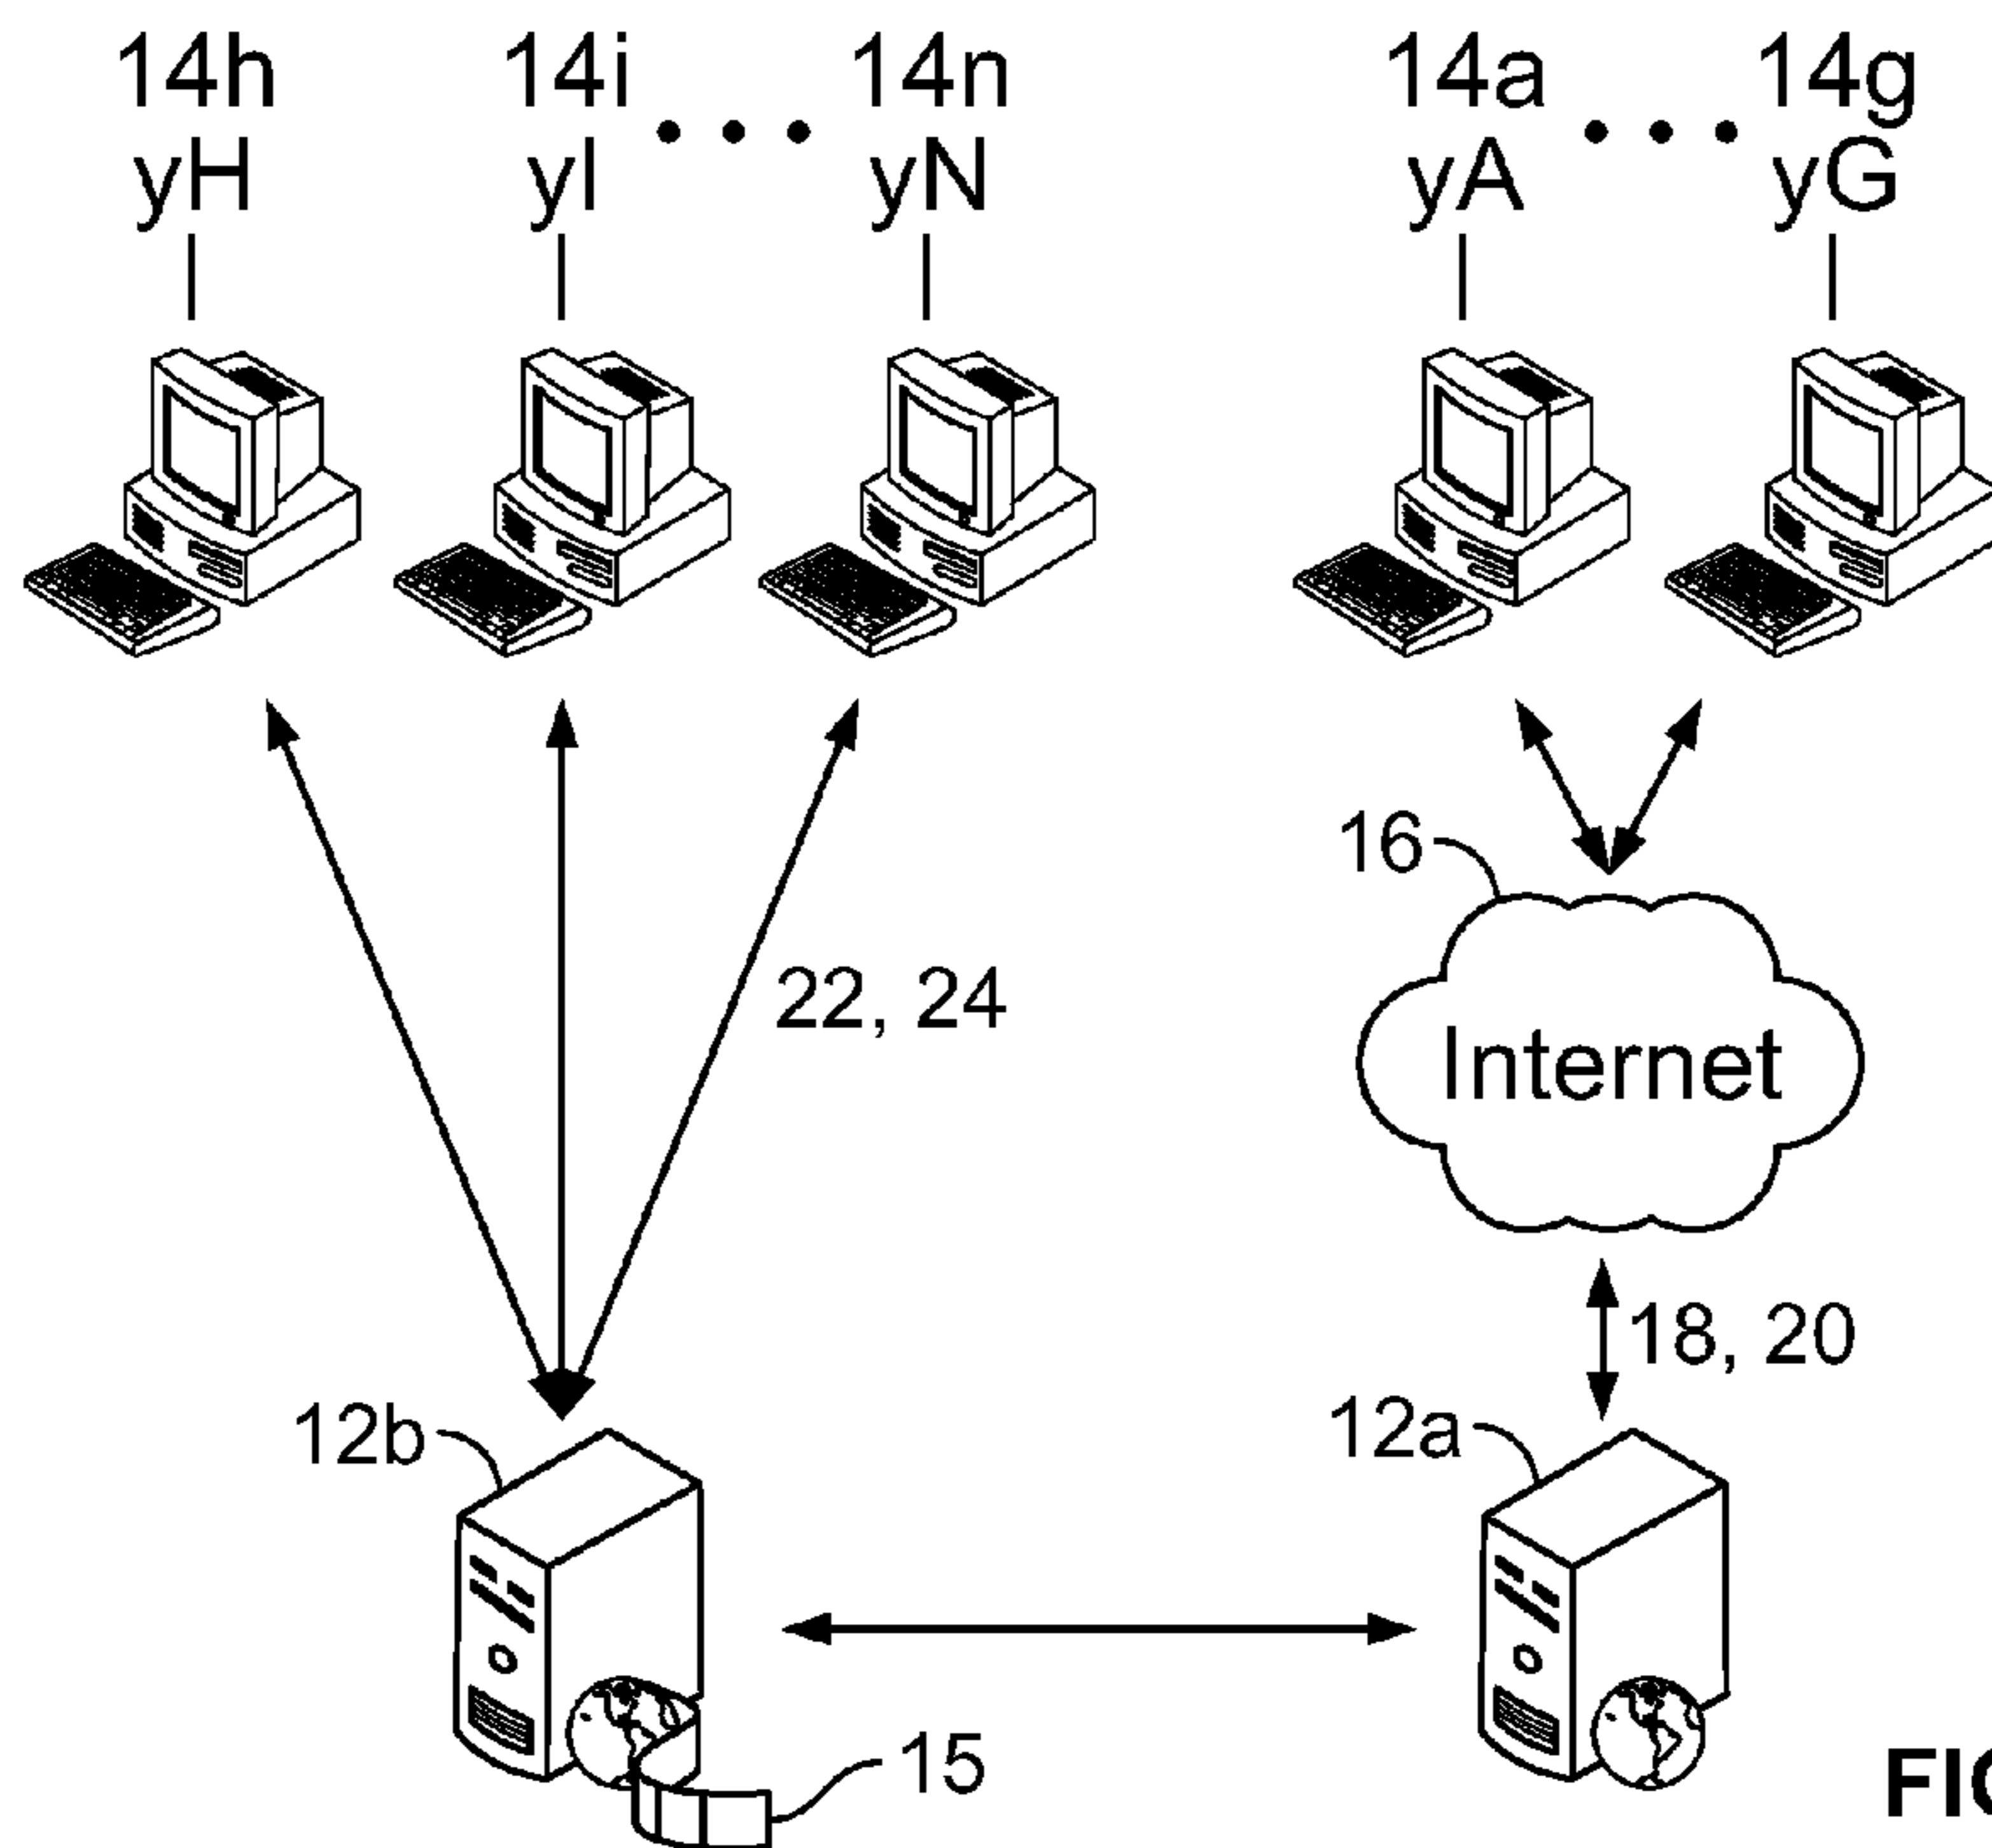 14h 14i 14n 14a 14g
yH yI • • • yN yA • • • yG
16
22, 24
Internet
18, 20
12b 12a
15